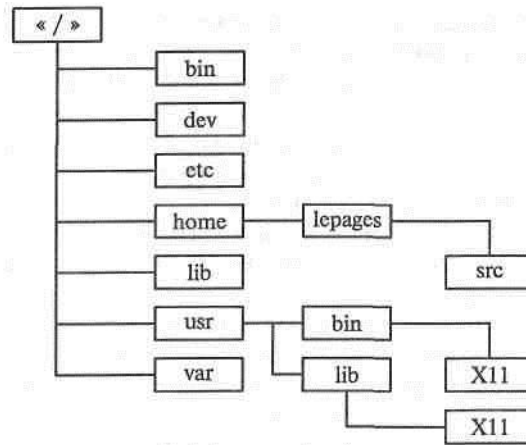 « / »
bin
dev
etc
home lepages
lib src
usr bin
var lib X11
X11